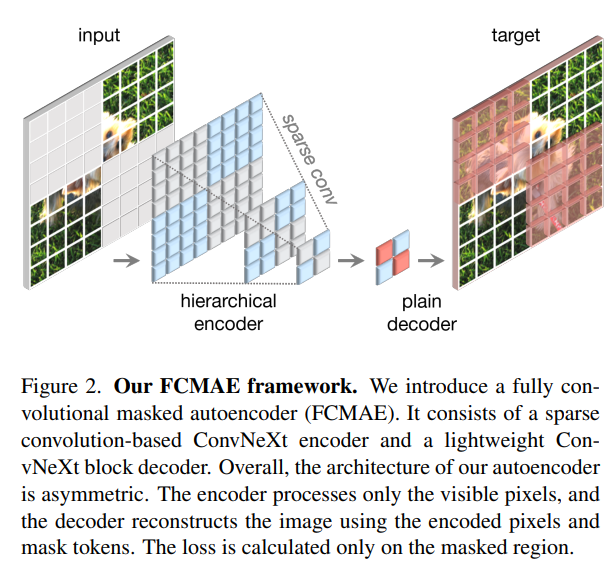 input
target
sparse conv
hierarchical
encoder
plain
decoder
Figure 2. Our FCMAE framework. We introduce a fully con-
volutional masked autoencoder (FCMAE). It consists of a sparse
convolution-based ConvNeXt encoder and a lightweight Con-
vNeXt block decoder. Overall, the architecture of our autoencoder
is asymmetric. The encoder processes only the visible pixels, and
the decoder reconstructs the image using the encoded pixels and
mask tokens. The loss is calculated only on the masked region.